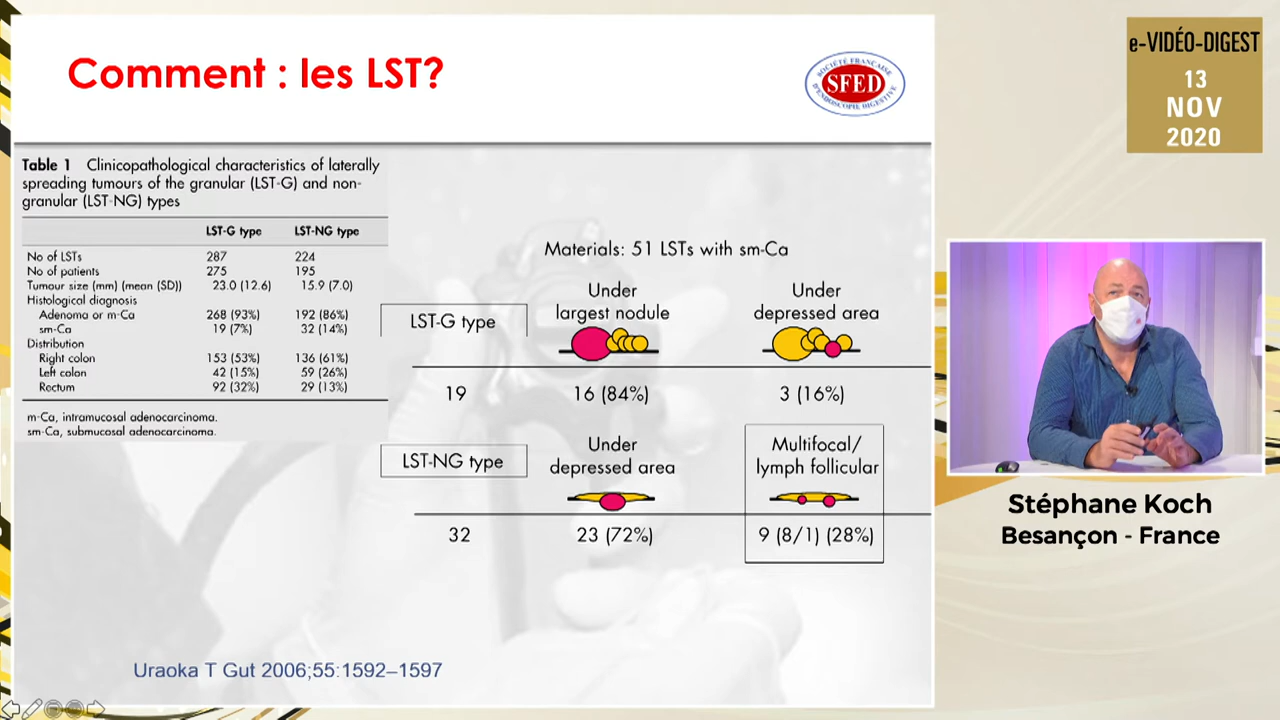 Comment : les LST?
SOCIÉTÉ FRANÇAISE
SFED
D'ENDOSCOPIE DIGESTIVE
e-VIDÉO-DIGEST
13
NOV
2020
Table 1 Clinicopathological characteristics of laterally
spreading tumours of the granular (LST-G) and non-
granular (LST-NG) types
LST-G type LST-NG type
No of LSTs 287 224
No of patients 275 195
Tumour size (mm) (mean (SD)) 23.0 (12.6) 15.9 (7.0)
Histological diagnosis
Adenoma or m-Ca 268 (93%) 192 (86%)
sm-Ca 19 (7%) 32 (14%)
Distribution
Right colon 153 (53%) 136 (61%)
Left colon 42 (15%) 59 (26%)
Rectum 92 (32%) 29 (13%)
m-Ca, intramucosal adenocarcinoma.
sm-Ca, submucosal adenocarcinoma.
Materials: 51 LSTs with sm-Ca
LST-G type
Under
largest nodule
Under
depressed area
19 16 (84%) 3 (16%)
LST-NG type
Under
depressed area
Multifocal/
lymph follicular
32 23 (72%) 9 (8/1) (28%)
Uraoka T Gut 2006;55:1592–1597
Stéphane Koch
Besançon - France